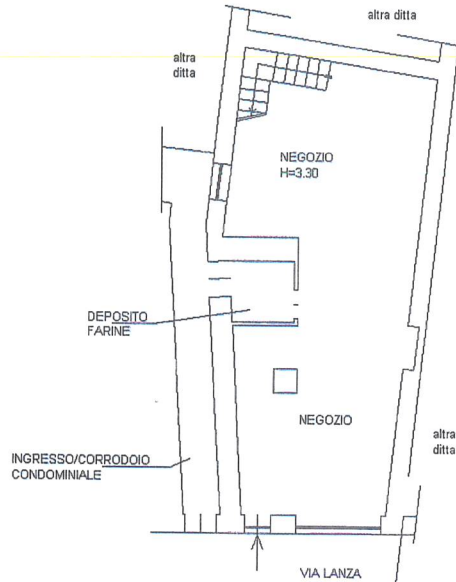 altra ditta
altra
ditta
NEGOZIO
H=3.30
DEPOSITO
FARINE
NEGOZIO
altra
ditta
INGRESSO/CORRODOIO
CONDOMINIALE
VIA LANZA